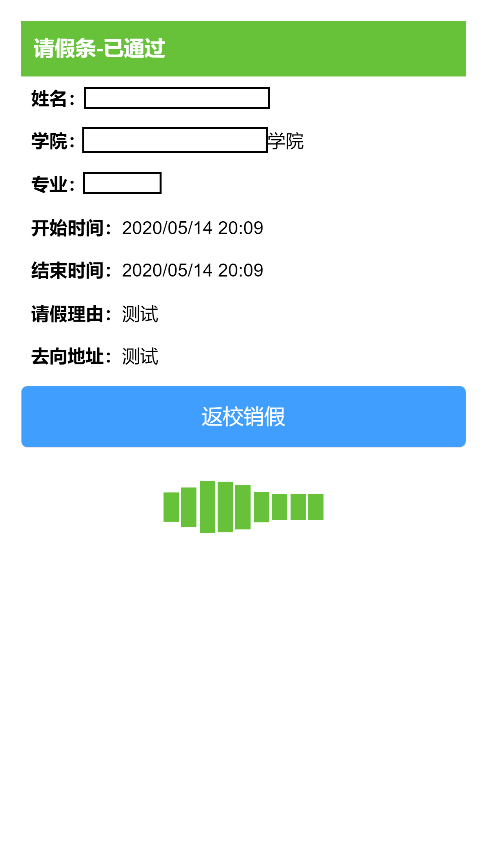 请假条-已通过
姓名：
学院： 学院
专业：
开始时间：2020/05/14 20:09
结束时间：2020/05/14 20:09
请假理由：测试
去向地址：测试
返校销假